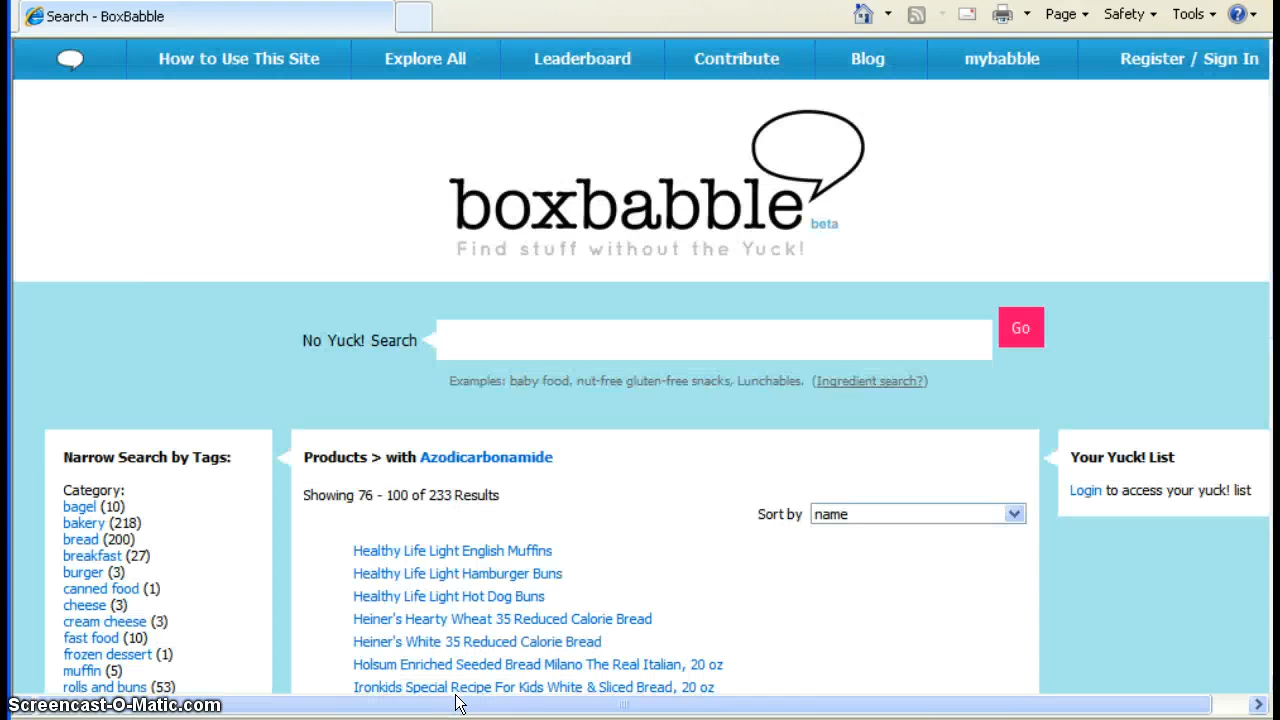 Search - BoxBabble
Page Safety Tools
How to Use This Site Explore All Leaderboard Contribute Blog mybabble Register / Sign In
boxbabble beta
Find stuff without the Yuck!
No Yuck! Search Go
Examples: baby food, nut-free gluten-free snacks, Lunchables. (Ingredient search?)
Narrow Search by Tags:
Category:
bagel (10)
bakery (218)
bread (200)
breakfast (27)
burger (3)
canned food (1)
cheese (3)
cream cheese (3)
fast food (10)
frozen dessert (1)
muffin (5)
rolls and buns (53)
Products > with Azodicarbonamide
Showing 76 - 100 of 233 Results
Sort by name
Healthy Life Light English Muffins
Healthy Life Light Hamburger Buns
Healthy Life Light Hot Dog Buns
Heiner's Hearty Wheat 35 Reduced Calorie Bread
Heiner's White 35 Reduced Calorie Bread
Holsum Enriched Seeded Bread Milano The Real Italian, 20 oz
Ironkids Special Recipe For Kids White & Sliced Bread, 20 oz
Your Yuck! List
Login to access your yuck! list
Screencast-O-Matic.com